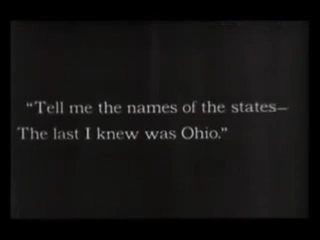 “Tell me the names of the states—
The last I knew was Ohio.”